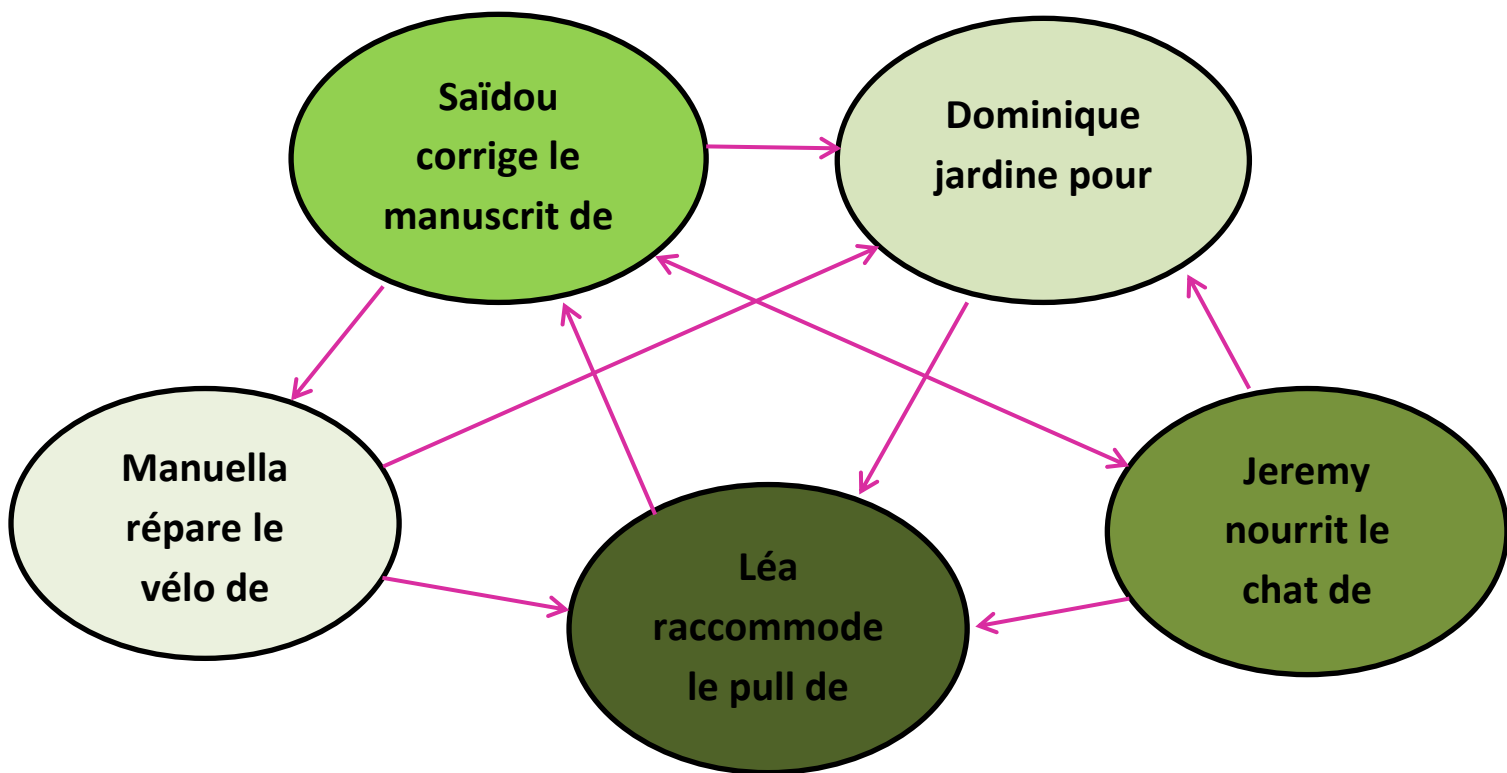 Saïdou
corrige le
manuscrit de
Dominique
jardine pour
Manuella
répare le
vélo de
Léa
raccommode
le pull de
Jeremy
nourrit le
chat de